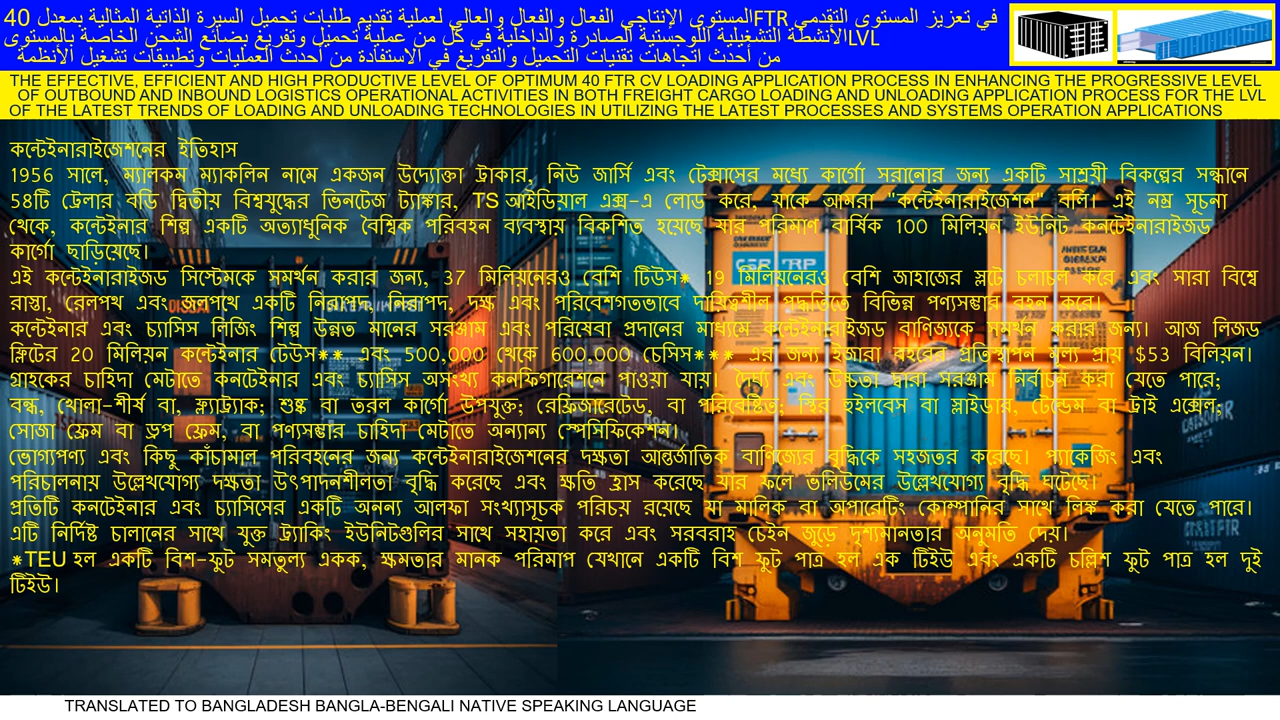 في تعزيز المستوى التقدمي FTRالمستوى الإنتاجي الفعال والفعال والعالي لعملية تقديم طلبات تحميل السيرة الذاتية المثالية بمعدل 40
LVLالأنشطة التشغيلية اللوجستية الصادرة والداخلية في كل من عملية تحميل وتفريغ بضائع الشحن الخاصة بالمستوى
من أحدث اتجاهات تقنيات التحميل والتفريغ في الاستفادة من أحدث العمليات وتطبيقات تشغيل الأنظمة
THE EFFECTIVE, EFFICIENT AND HIGH PRODUCTIVE LEVEL OF OPTIMUM 40 FTR CV LOADING APPLICATION PROCESS IN ENHANCING THE PROGRESSIVE LEVEL
OF OUTBOUND AND INBOUND LOGISTICS OPERATIONAL ACTIVITIES IN BOTH FREIGHT CARGO LOADING AND UNLOADING APPLICATION PROCESS FOR THE LVL
OF THE LATEST TRENDS OF LOADING AND UNLOADING TECHNOLOGIES IN UTILIZING THE LATEST PROCESSES AND SYSTEMS OPERATION APPLICATIONS
কন্টেইনারাইজেশনের ইতিহাস
1956 সালে, ম্যালকম ম্যাকলিন নামে একজন উদ্যোক্তা ট্রাকার, নিউ জার্সি এবং টেক্সাসের মধ্যে কার্গো সরানোর জন্য একটি সাশ্রয়ী বিকল্পের সন্ধানে
58টি ট্রেলার বডি দ্বিতীয় বিশ্বযুদ্ধের ভিনটেজ ট্যাঙ্কার, TS আইডিয়াল এক্স-এ লোড করে, যাকে আমরা "কন্টেইনারাইজেশন" বলি। এই নম্র সূচনা
থেকে, কন্টেইনার শিল্প একটি অত্যাধুনিক বৈশ্বিক পরিবহন ব্যবস্থায় বিকশিত হয়েছে যার পরিমাণ বার্ষিক 100 মিলিয়ন ইউনিট কনটেইনারাইজড
কার্গো ছাড়িয়েছে।
এই কন্টেইনারাইজড সিস্টেমকে সমর্থন করার জন্য, 37 মিলিয়নেরও বেশি টিউস* 19 মিলিয়নেরও বেশি জাহাজের স্লটে চলাচল করে এবং সারা বিশ্বে
রাস্তা, রেলপথ এবং জলপথে একটি নিরাপদ, নিরাপদ, দক্ষ এবং পরিবেশগতভাবে দায়িত্বশীল পদ্ধতিতে বিভিন্ন পণ্যসম্ভার বহন করে।
কন্টেইনার এবং চ্যাসিস লিজিং শিল্প উন্নত মানের সরঞ্জাম এবং পরিষেবা প্রদানের মাধ্যমে কন্টেইনারাইজড বাণিজ্যকে সমর্থন করার জন্য। আজ লিজড
ফ্লিটের 20 মিলিয়ন কন্টেইনার টেউস** এবং 500,000 থেকে 600,000 চেসিস*** এর জন্য ইজারা বহরের প্রতিস্থাপন মূল্য প্রায় $53 বিলিয়ন।
গ্রাহকের চাহিদা মেটাতে কনটেইনার এবং চ্যাসিস অসংখ্য কনফিগারেশনে পাওয়া যায়। দৈর্ঘ্য এবং উচ্চতা দ্বারা সরঞ্জাম নির্বাচন করা যেতে পারে;
বন্ধ, খোলা-শীর্ষ বা, ফ্ল্যাট্র্যাক; শুষ্ক বা তরল কার্গো উপযুক্ত; রেফ্রিজারেটেড, বা পরিবেষ্টিত; স্থির হুইলবেস বা স্লাইডার, টেন্ডেম বা ট্রাই এক্সেল,
সোজা ফ্রেম বা ড্রপ ফ্রেম, বা পণ্যসম্ভার চাহিদা মেটাতে অন্যান্য স্পেসিফিকেশন।
ভোগ্যপণ্য এবং কিছু কাঁচামাল পরিবহনের জন্য কন্টেইনারাইজেশনের দক্ষতা আন্তর্জাতিক বাণিজ্যের বৃদ্ধিকে সহজতর করেছে। প্যাকেজিং এবং
পরিচালনায় উল্লেখযোগ্য দক্ষতা উৎপাদনশীলতা বৃদ্ধি করেছে এবং ক্ষতি হ্রাস করেছে যার ফলে ভলিউমের উল্লেখযোগ্য বৃদ্ধি ঘটেছে।
প্রতিটি কনটেইনার এবং চ্যাসিসের একটি অনন্য আলফা সংখ্যাসূচক পরিচয় রয়েছে যা মালিক বা অপারেটিং কোম্পানির সাথে লিঙ্ক করা যেতে পারে।
এটি নির্দিষ্ট চালানের সাথে যুক্ত ট্র্যাকিং ইউনিটগুলির সাথে সহায়তা করে এবং সরবরাহ চেইন জুড়ে দৃশ্যমানতার অনুমতি দেয়।
*TEU হল একটি বিশ-ফুট সমতুল্য একক, ক্ষমতার মানক পরিমাপ যেখানে একটি বিশ ফুট পাত্র হল এক টিইউ এবং একটি চল্লিশ ফুট পাত্র হল দুই
টিইউ।
TRANSLATED TO BANGLADESH BANGLA-BENGALI NATIVE SPEAKING LANGUAGE